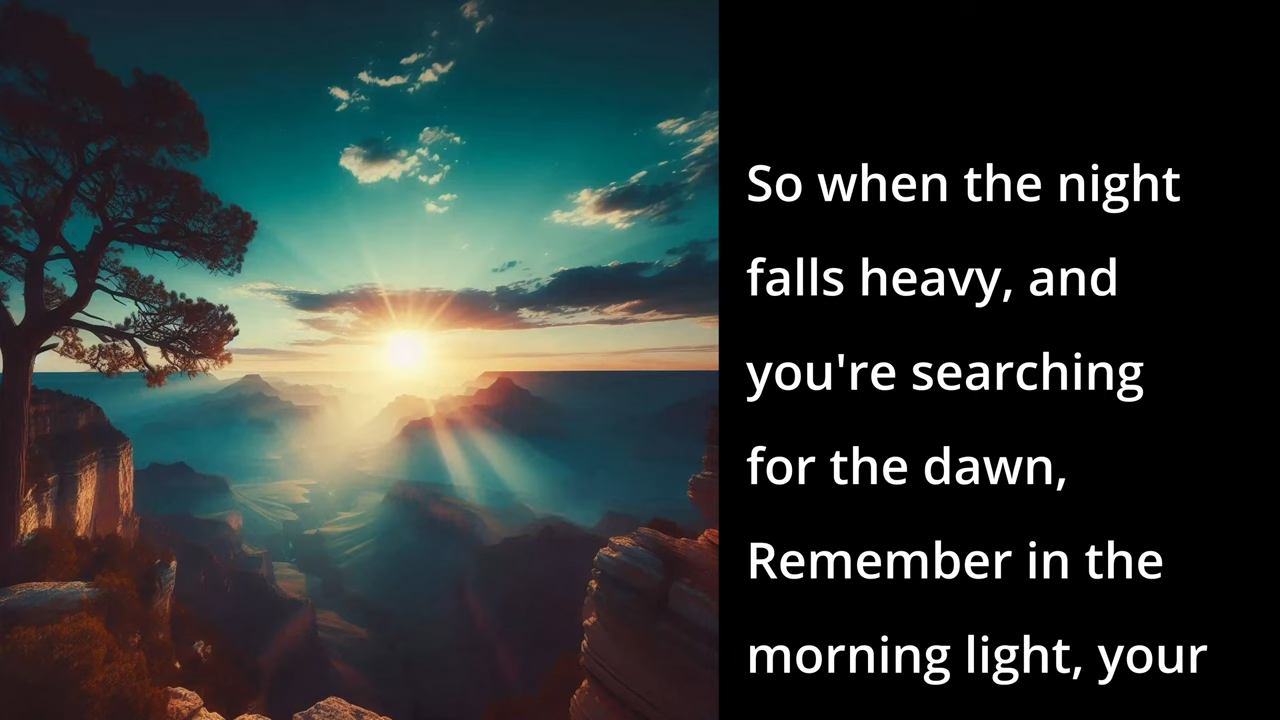 So when the night
falls heavy, and
you're searching
for the dawn,
Remember in the
morning light, your